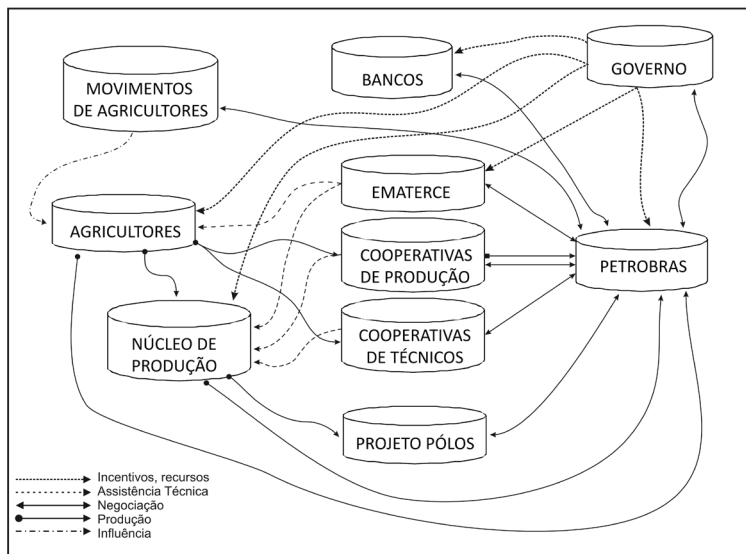 MOVIMENTOS
DE AGRICULTORES
BANCOS
GOVERNO
AGRICULTORES
EMATERCE
COOPERATIVAS
DE PRODUÇÃO
PETROBRAS
NÚCLEO DE
PRODUÇÃO
COOPERATIVAS
DE TÉCNICOS
PROJETO PÓLOS
Incentivos, recursos
Assistência Técnica
Negociação
Produção
Influência